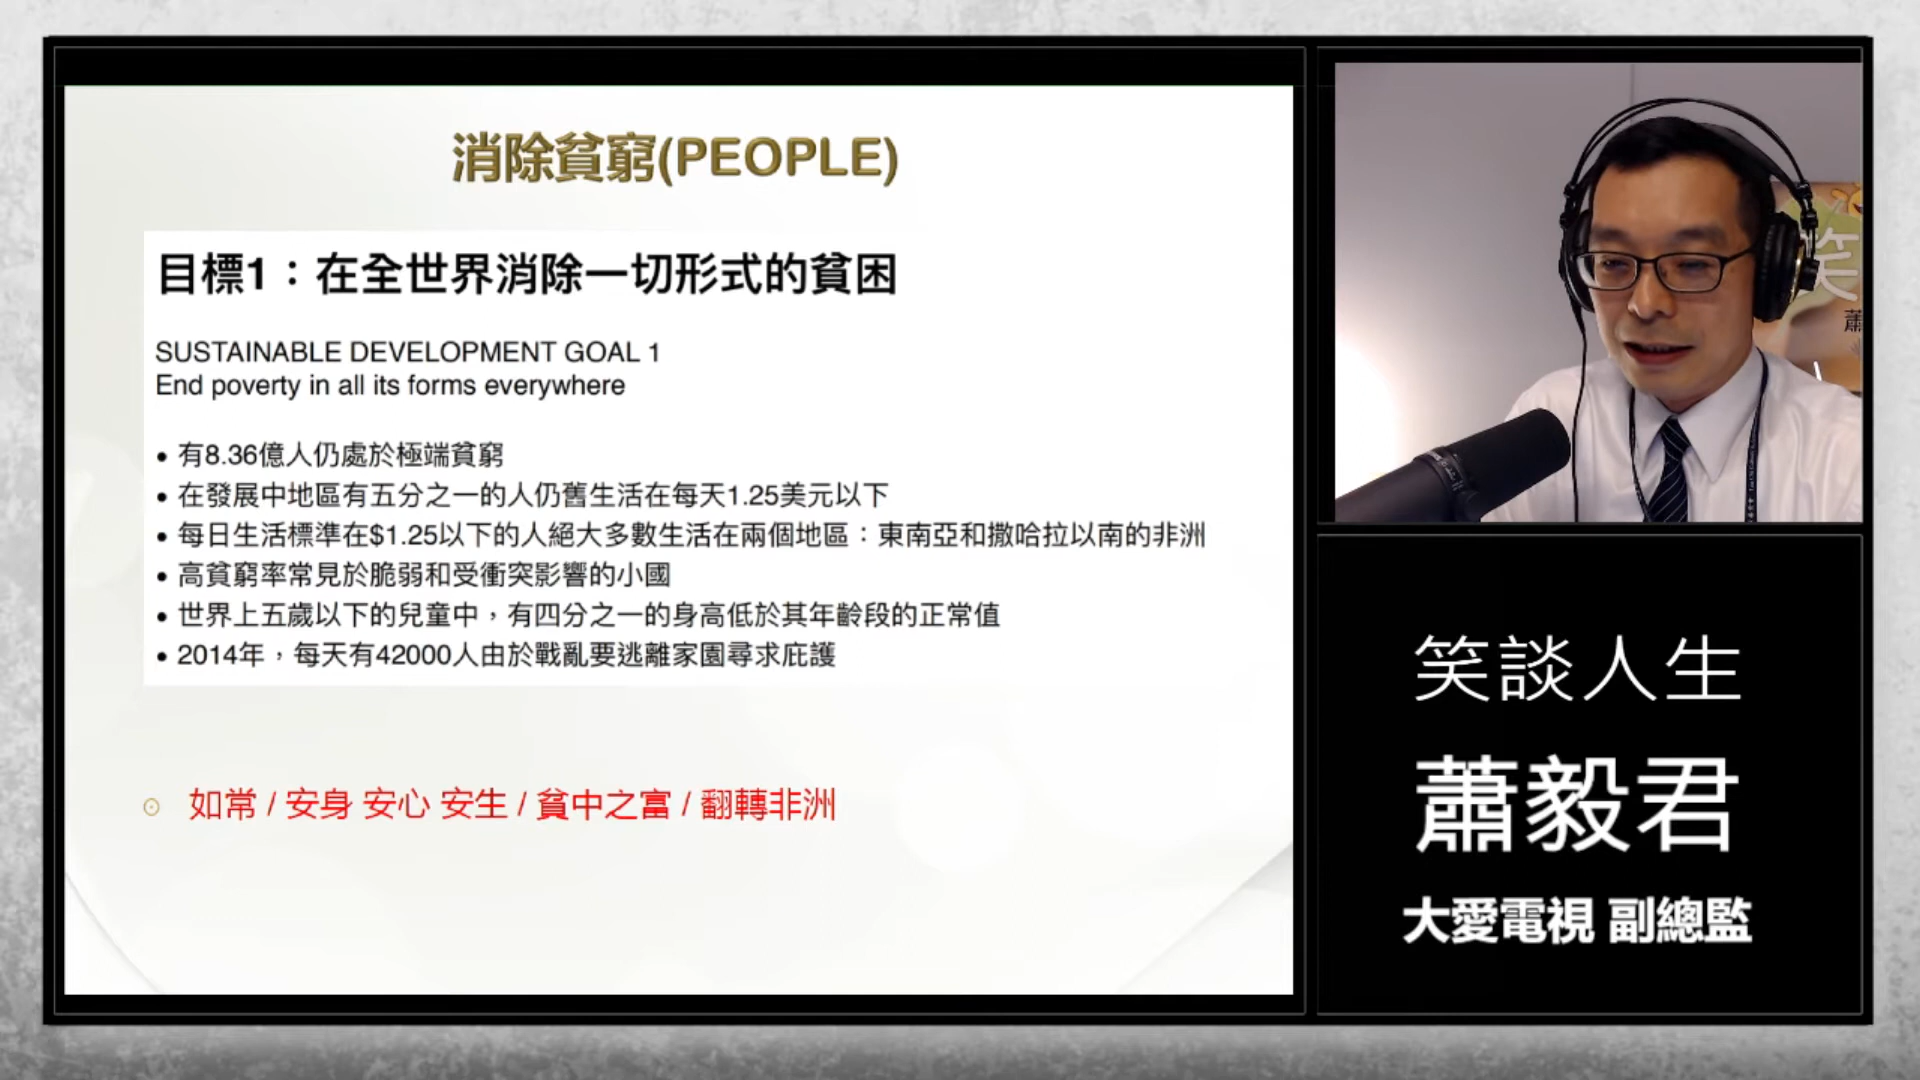 消除貧窮(PEOPLE)
目標1：在全世界消除一切形式的貧困
SUSTAINABLE DEVELOPMENT GOAL 1
End poverty in all its forms everywhere
• 有8.36億人仍處於極端貧窮
• 在發展中地區有五分之一的人仍舊生活在每天1.25美元以下
• 每日生活標準在$1.25以下的人絕大多數生活在兩個地區：東南亞和撒哈拉以南的非洲
• 高貧窮率常見於脆弱和受衝突影響的小國
• 世界上五歲以下的兒童中，有四分之一的身高低於其年齡段的正常值
• 2014年，每天有42000人由於戰亂要逃離家園尋求庇護
如常 / 安身 安心 安生 / 貧中之富 / 翻轉非洲
笑
蕭
笑談人生
蕭毅君
大愛電視 副總監